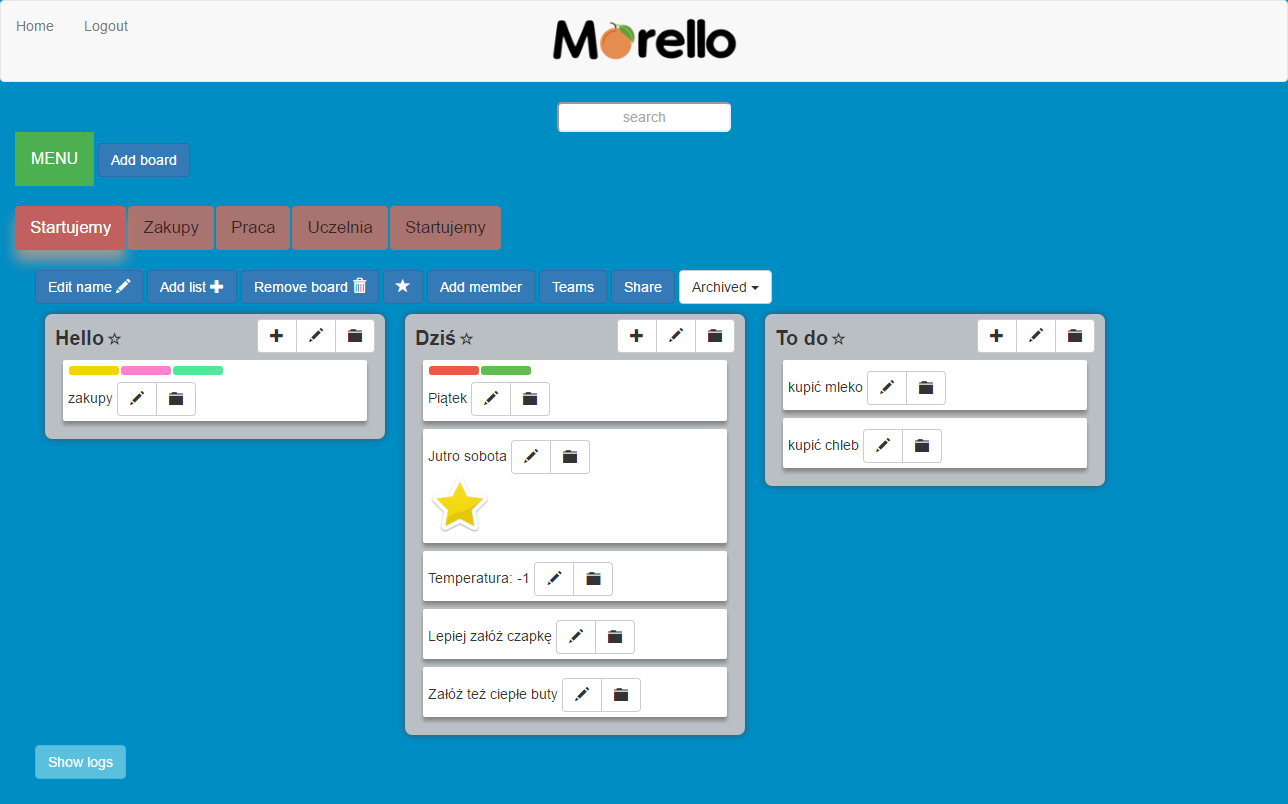 Home Logout
Morello
search
MENU Add board
Startujemy Zakupy Praca Uczelnia Startujemy
Edit name Add list Remove board Add member Teams Share Archived
Hello
zakupy
Dziś
Piątek
Jutro sobota
Temperatura: -1
Lepiej załóż czapkę
Załóż też ciepłe buty
To do
kupić mleko
kupić chleb
Show logs